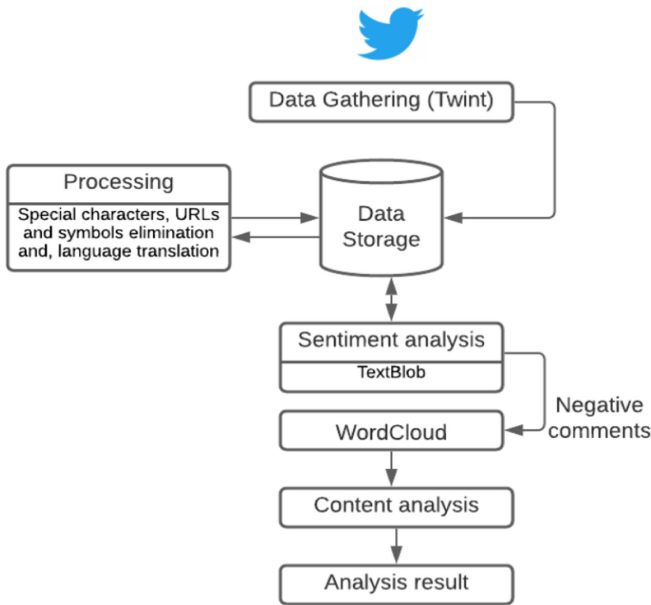 Data Gathering (Twint)
Processing
Special characters, URLs
and symbols elimination
and, language translation
Data
Storage
Sentiment analysis
TextBlob
Negative
comments
WordCloud
Content analysis
Analysis result